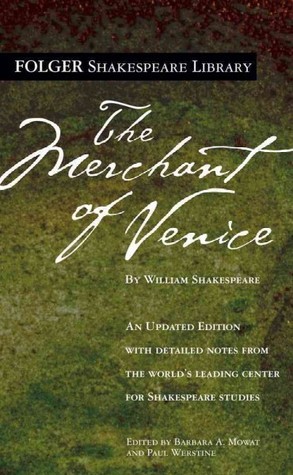 FOLGER SHAKESPEARE LIBRARY
The
Merchant
of Venice
BY WILLIAM SHAKESPEARE
AN UPDATED EDITION
WITH DETAILED NOTES FROM
THE WORLD'S LEADING CENTER
FOR SHAKESPEARE STUDIES
EDITED BY BARBARA A. MOWAT
AND PAUL WERSTINE